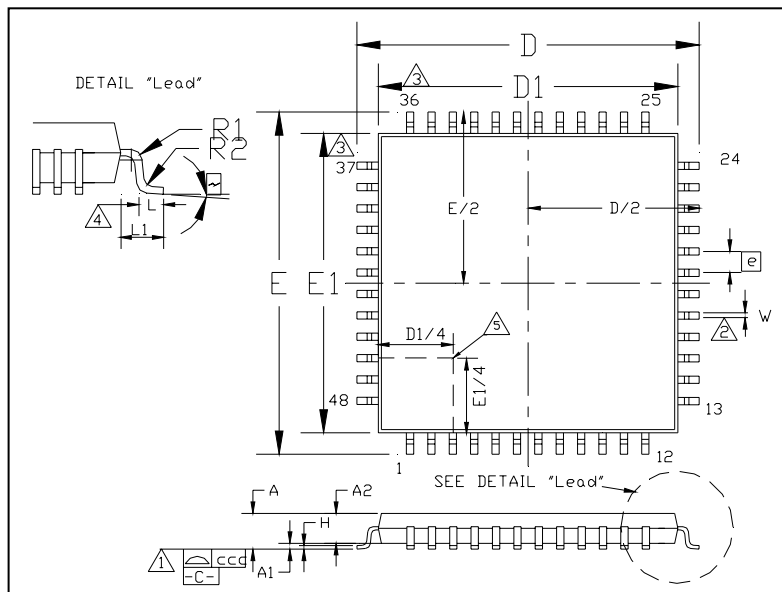 D
DETAIL "Lead"
3
D1
36
25
R1
R2
3
37
24
4
L
L1
E/2
D/2
E
E1
e
W
2
D1/4
5
E1/4
48
13
1
12
SEE DETAIL "Lead"
A
A2
H
1
ccc
-C-
A1